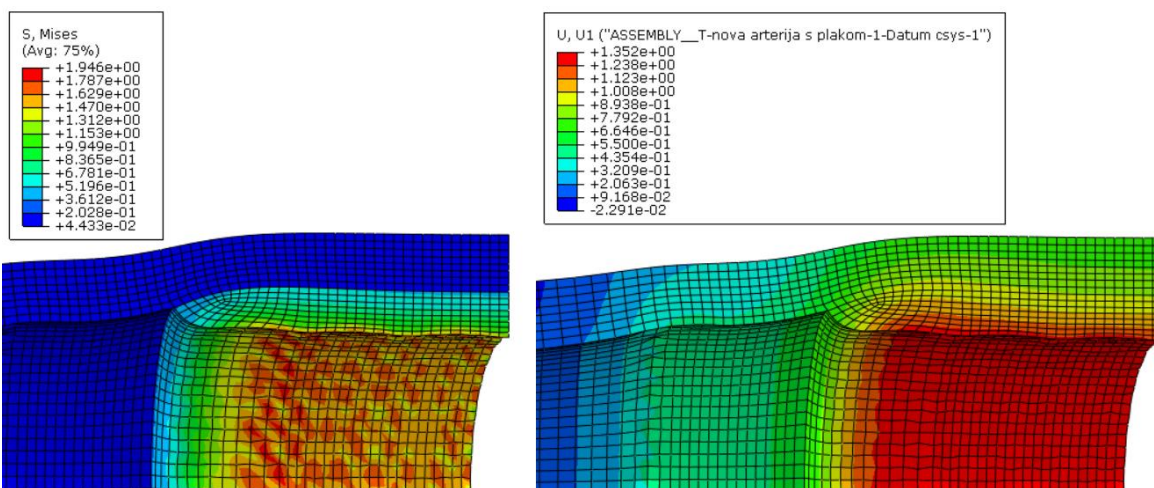 S, Mises
(Avg: 75%)
+1.946e+00
+1.787e+00
+1.629e+00
+1.470e+00
+1.312e+00
+1.153e+00
+9.949e-01
+8.365e-01
+6.781e-01
+5.196e-01
+3.612e-01
+2.028e-01
+4.433e-02
U, U1 ("ASSEMBLY__T-nova arterija s plakom-1-Datum csys-1")
+1.352e+00
+1.238e+00
+1.123e+00
+1.008e+00
+8.938e-01
+7.792e-01
+6.646e-01
+5.500e-01
+4.354e-01
+3.209e-01
+2.063e-01
+9.168e-02
-2.291e-02